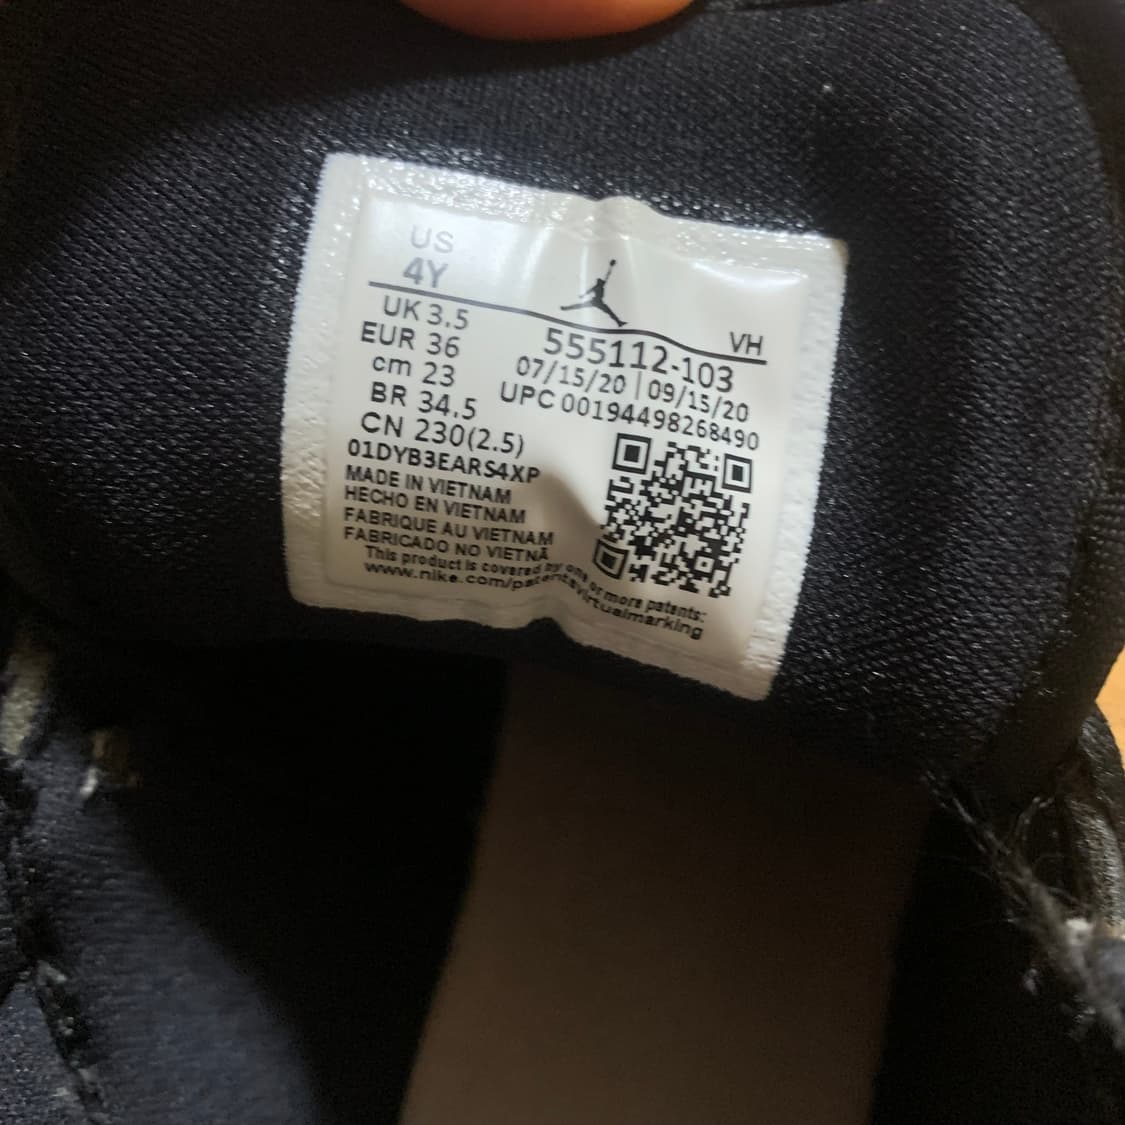 US
4Y
UK 3.5
EUR 36
cm 23
BR 34.5
CN 230(2.5)
VH
555112-103
07/15/20 | 09/15/20
UPC 00194498268490
01DYB3EARS4XP
MADE IN VIETNAM
HECHO EN VIETNAM
FABRIQUE AU VIETNAM
FABRICADO NO VIETNÃ
This product is covered by one or more patents:
www.nike.com/patentsvirtualmarking